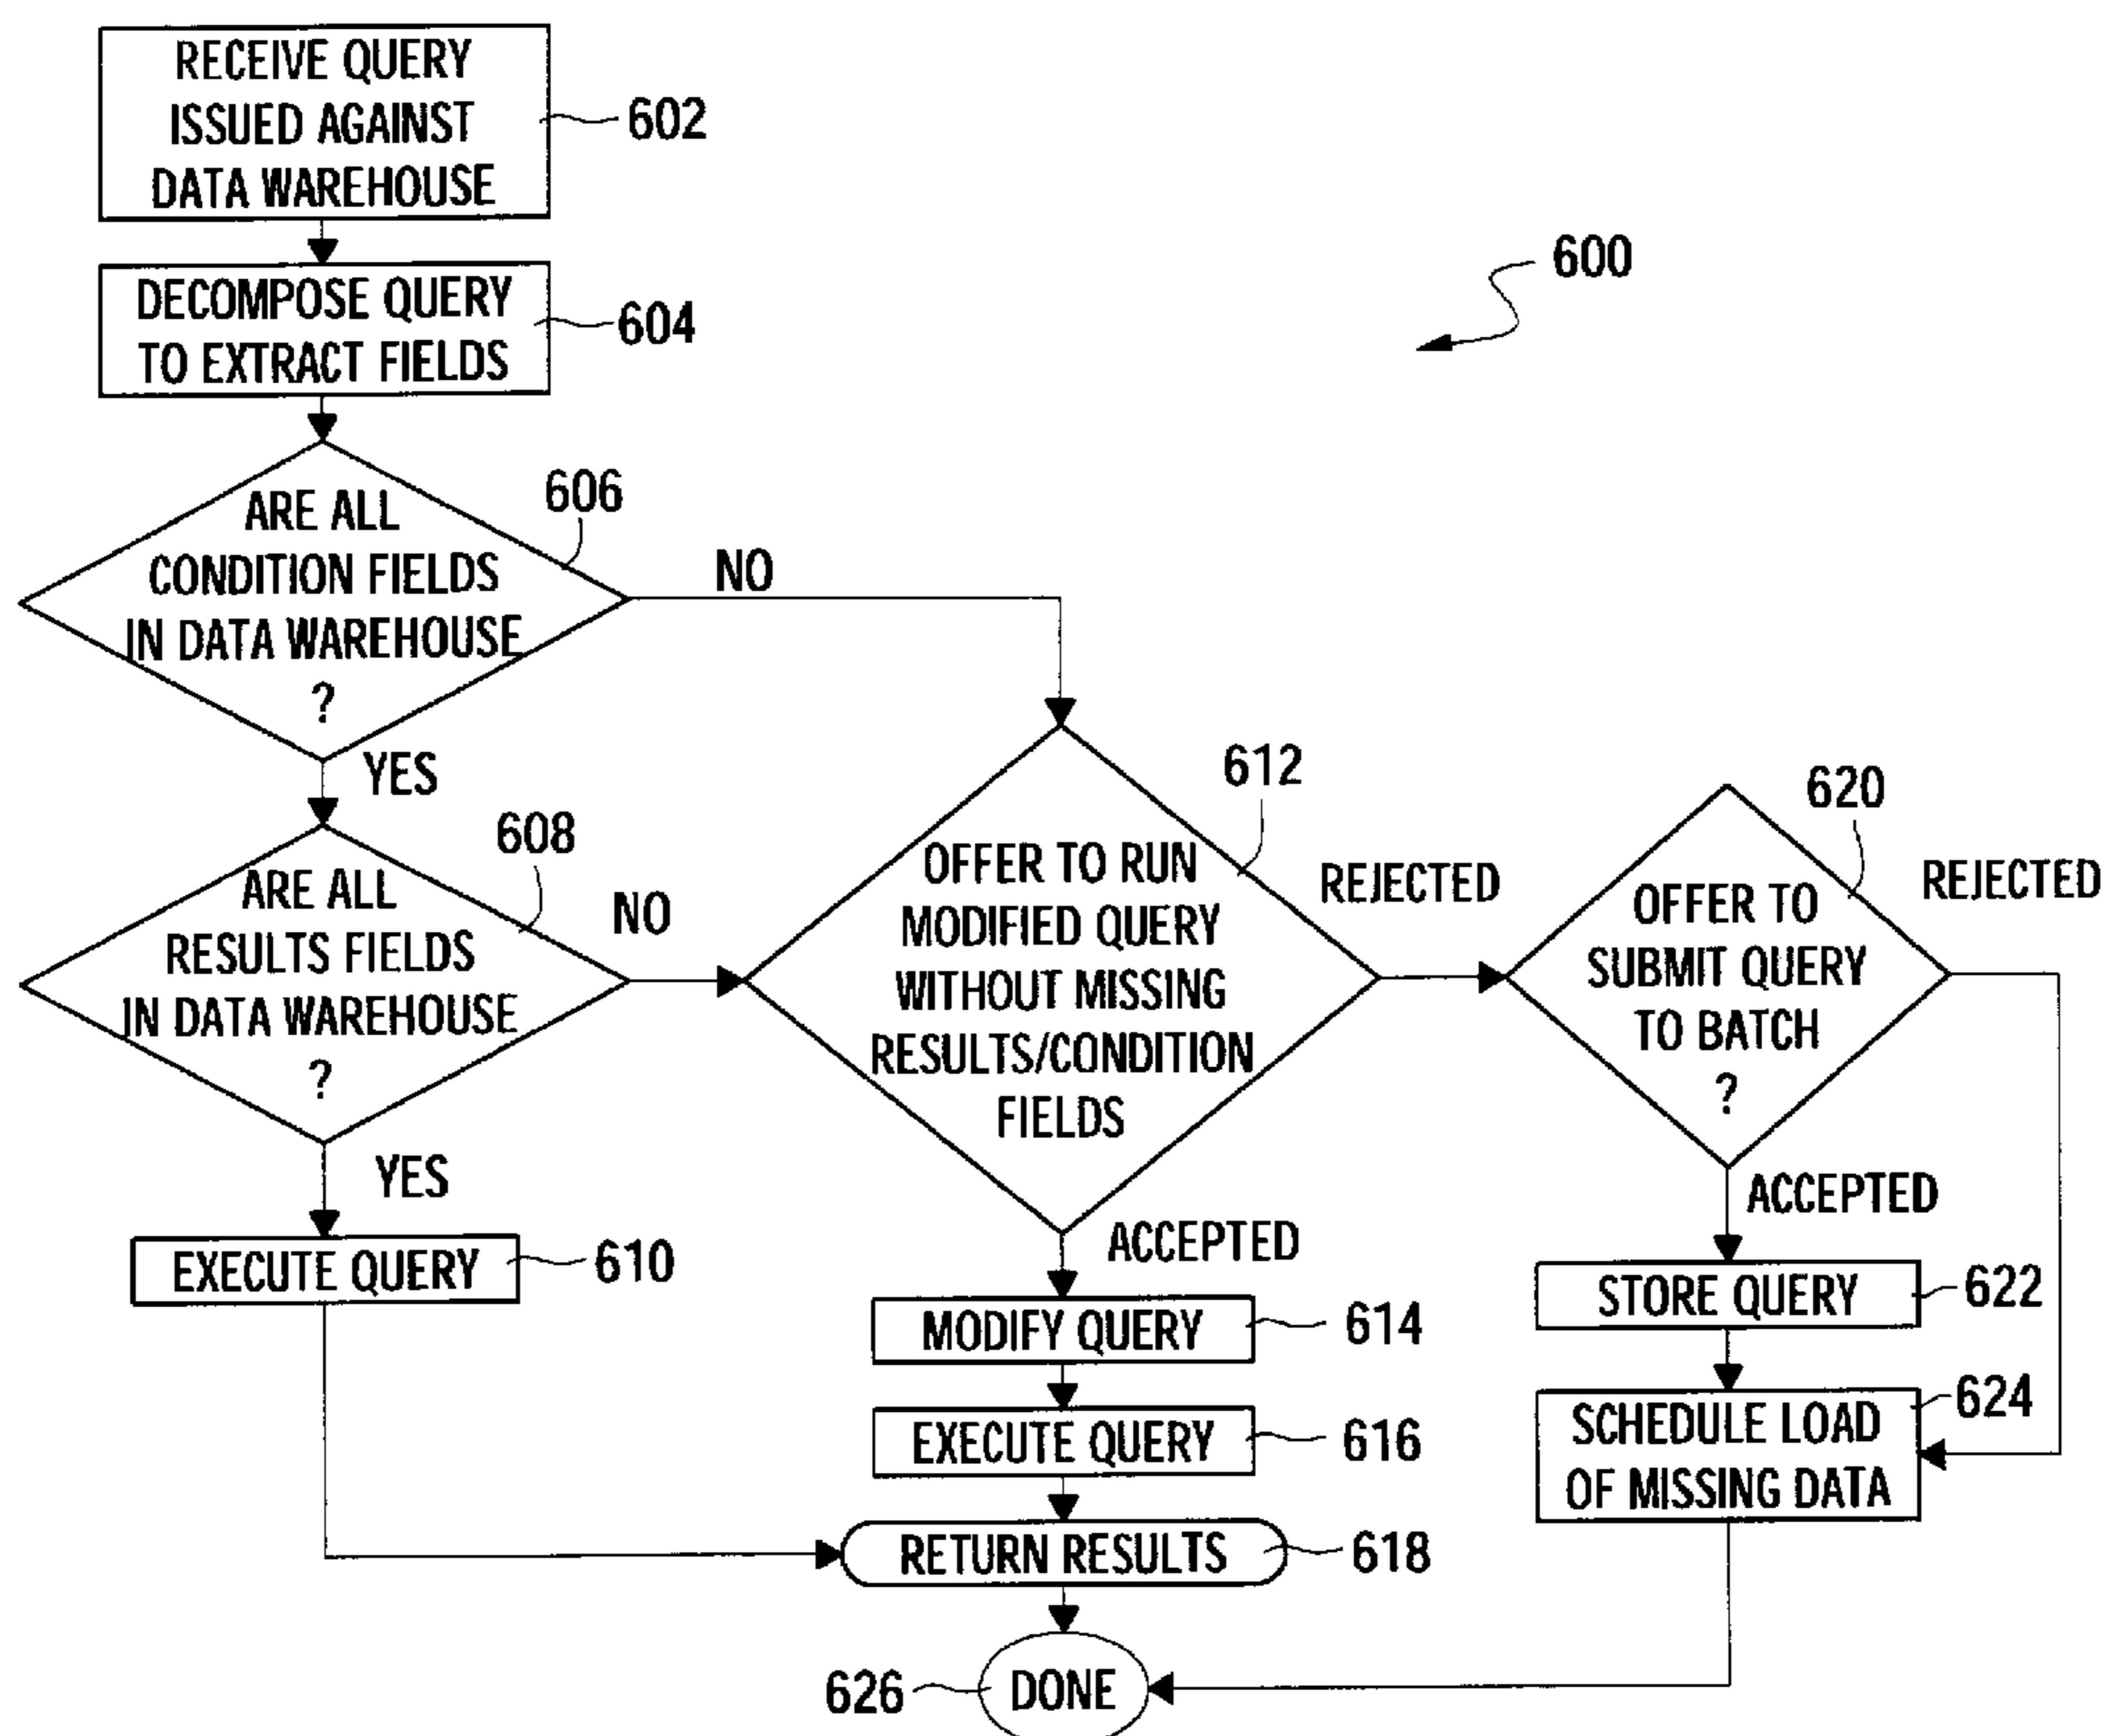 RECEIVE QUERY
ISSUED AGAINST
DATA WAREHOUSE
602
DECOMPOSE QUERY
TO EXTRACT FIELDS
604
600
ARE ALL
CONDITION FIELDS
IN DATA WAREHOUSE
?
606
NO
YES
ARE ALL
RESULTS FIELDS
IN DATA WAREHOUSE
?
608
NO
YES
EXECUTE QUERY
610
OFFER TO RUN
MODIFIED QUERY
WITHOUT MISSING
RESULTS/CONDITION
FIELDS
612
REJECTED
ACCEPTED
MODIFY QUERY
614
EXECUTE QUERY
616
RETURN RESULTS
618
OFFER TO
SUBMIT QUERY
TO BATCH
?
620
REJECTED
ACCEPTED
STORE QUERY
622
SCHEDULE LOAD
OF MISSING DATA
624
626
DONE